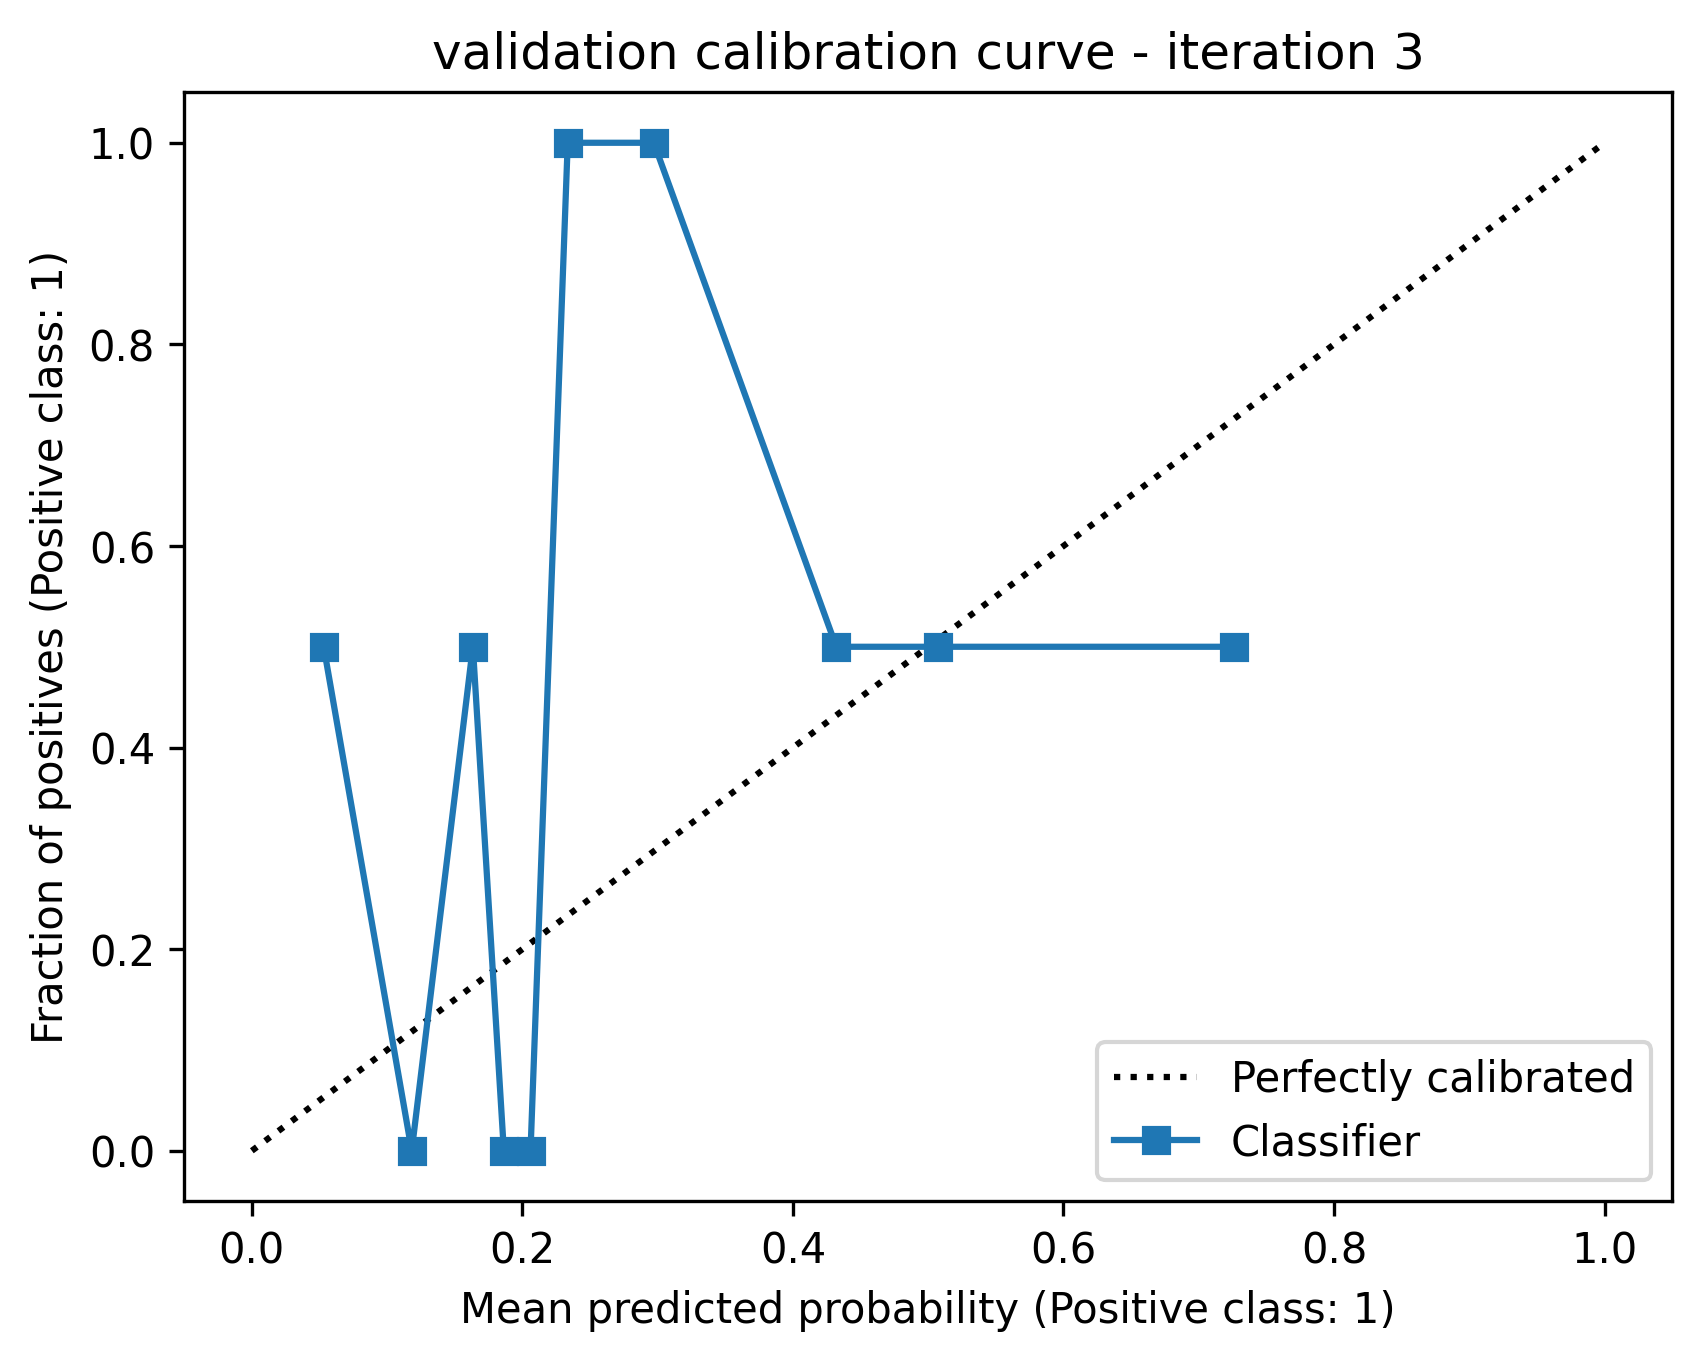 validation calibration curve - iteration 3
Fraction of positives (Positive class: 1)
1.0
0.8
0.6
0.4
0.2
0.0
0.0 0.2 0.4 0.6 0.8 1.0
Mean predicted probability (Positive class: 1)
Perfectly calibrated
Classifier